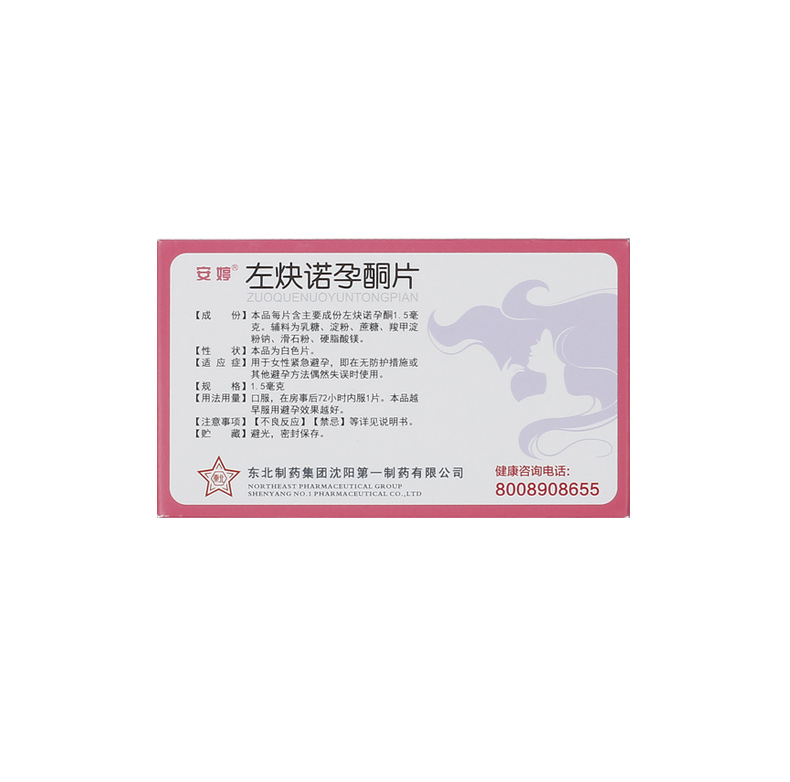 安婷® 左炔诺孕酮片
ZUOQUENUOYUNTONGPIAN
【成 份】本品每片含主要成份左炔诺孕酮1.5毫
克。辅料为乳糖、淀粉、蔗糖、羧甲淀
粉钠、滑石粉、硬脂酸镁。
【性 状】本品为白色片。
【适 应 症】用于女性紧急避孕，即在无防护措施或
其他避孕方法偶然失误时使用。
【规 格】1.5毫克
【用法用量】口服，在房事后72小时内服1片。本品越
早服用避孕效果越好。
【注意事项】【不良反应】【禁忌】等详见说明书。
【贮 藏】避光，密封保存。
东北
东北制药集团沈阳第一制药有限公司
NORTHEAST PHARMACEUTICAL GROUP
SHENYANG NO.1 PHARMACEUTICAL CO.,LTD
健康咨询电话：
8008908655